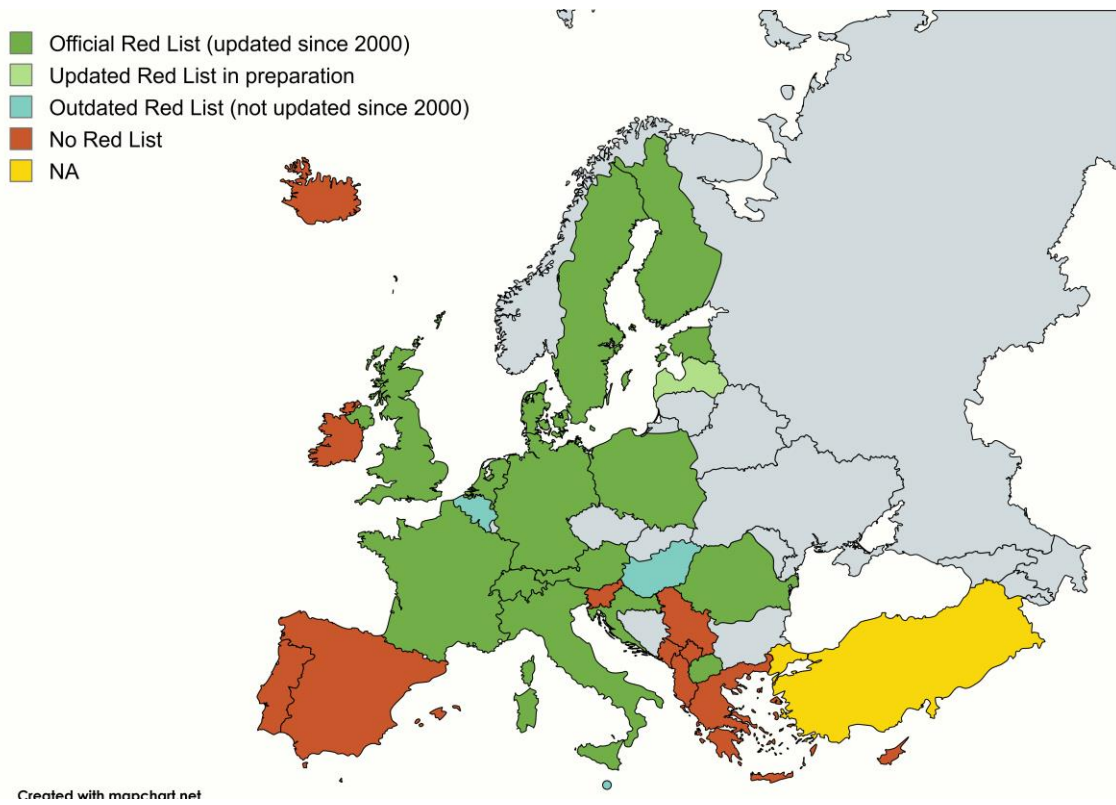 Official Red List (updated since 2000)
Updated Red List in preparation
Outdated Red List (not updated since 2000)
No Red List
NA
Created with mapchart.net